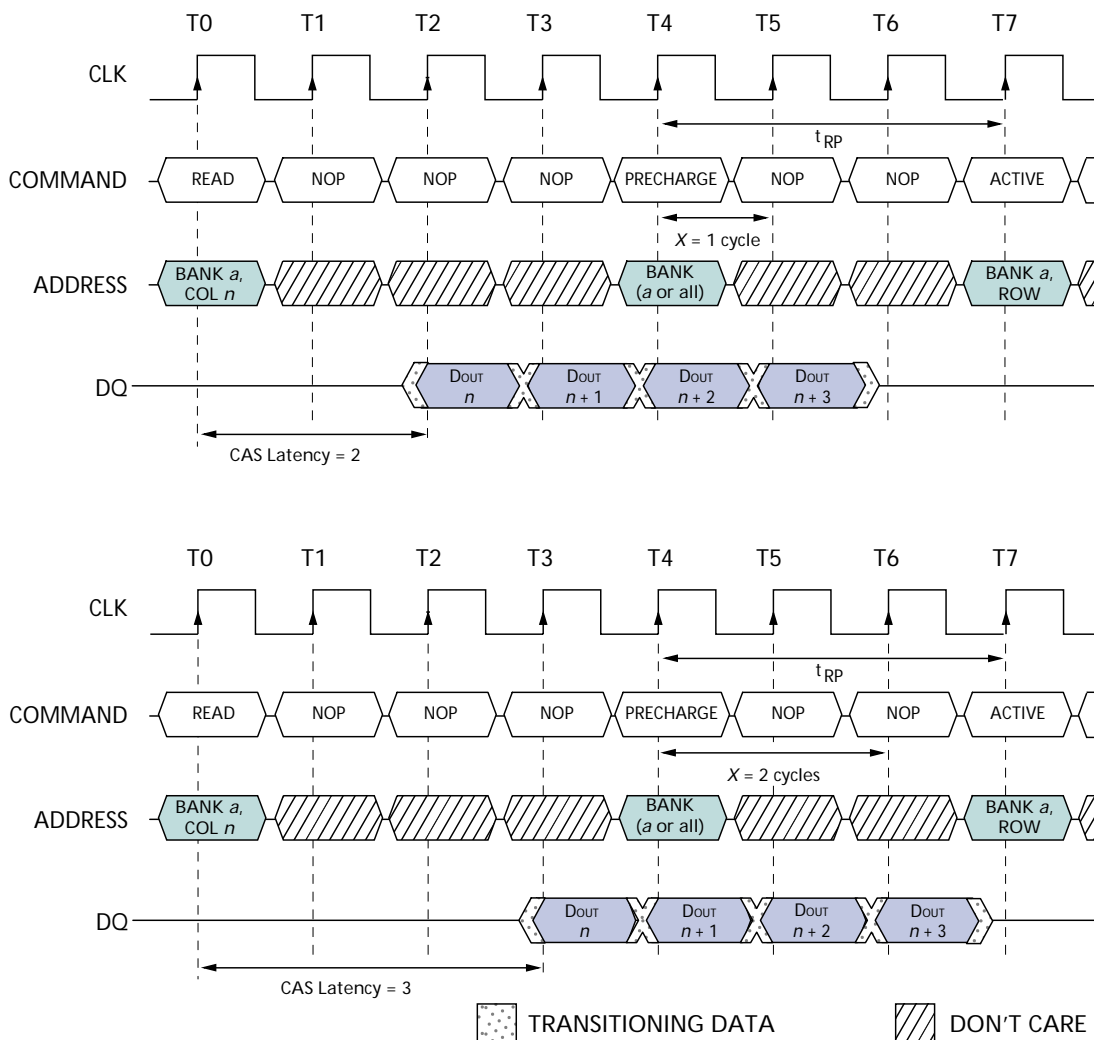 T0 T1 T2 T3 T4 T5 T6 T7
CLK
tRP
COMMAND READ NOP NOP NOP PRECHARGE NOP NOP ACTIVE
X = 1 cycle
ADDRESS BANK a, COL n BANK (a or all) BANK a, ROW
DQ DOUT n DOUT n + 1 DOUT n + 2 DOUT n + 3
CAS Latency = 2
T0 T1 T2 T3 T4 T5 T6 T7
CLK
tRP
COMMAND READ NOP NOP NOP PRECHARGE NOP NOP ACTIVE
X = 2 cycles
ADDRESS BANK a, COL n BANK (a or all) BANK a, ROW
DQ DOUT n DOUT n + 1 DOUT n + 2 DOUT n + 3
CAS Latency = 3
TRANSITIONING DATA DON'T CARE